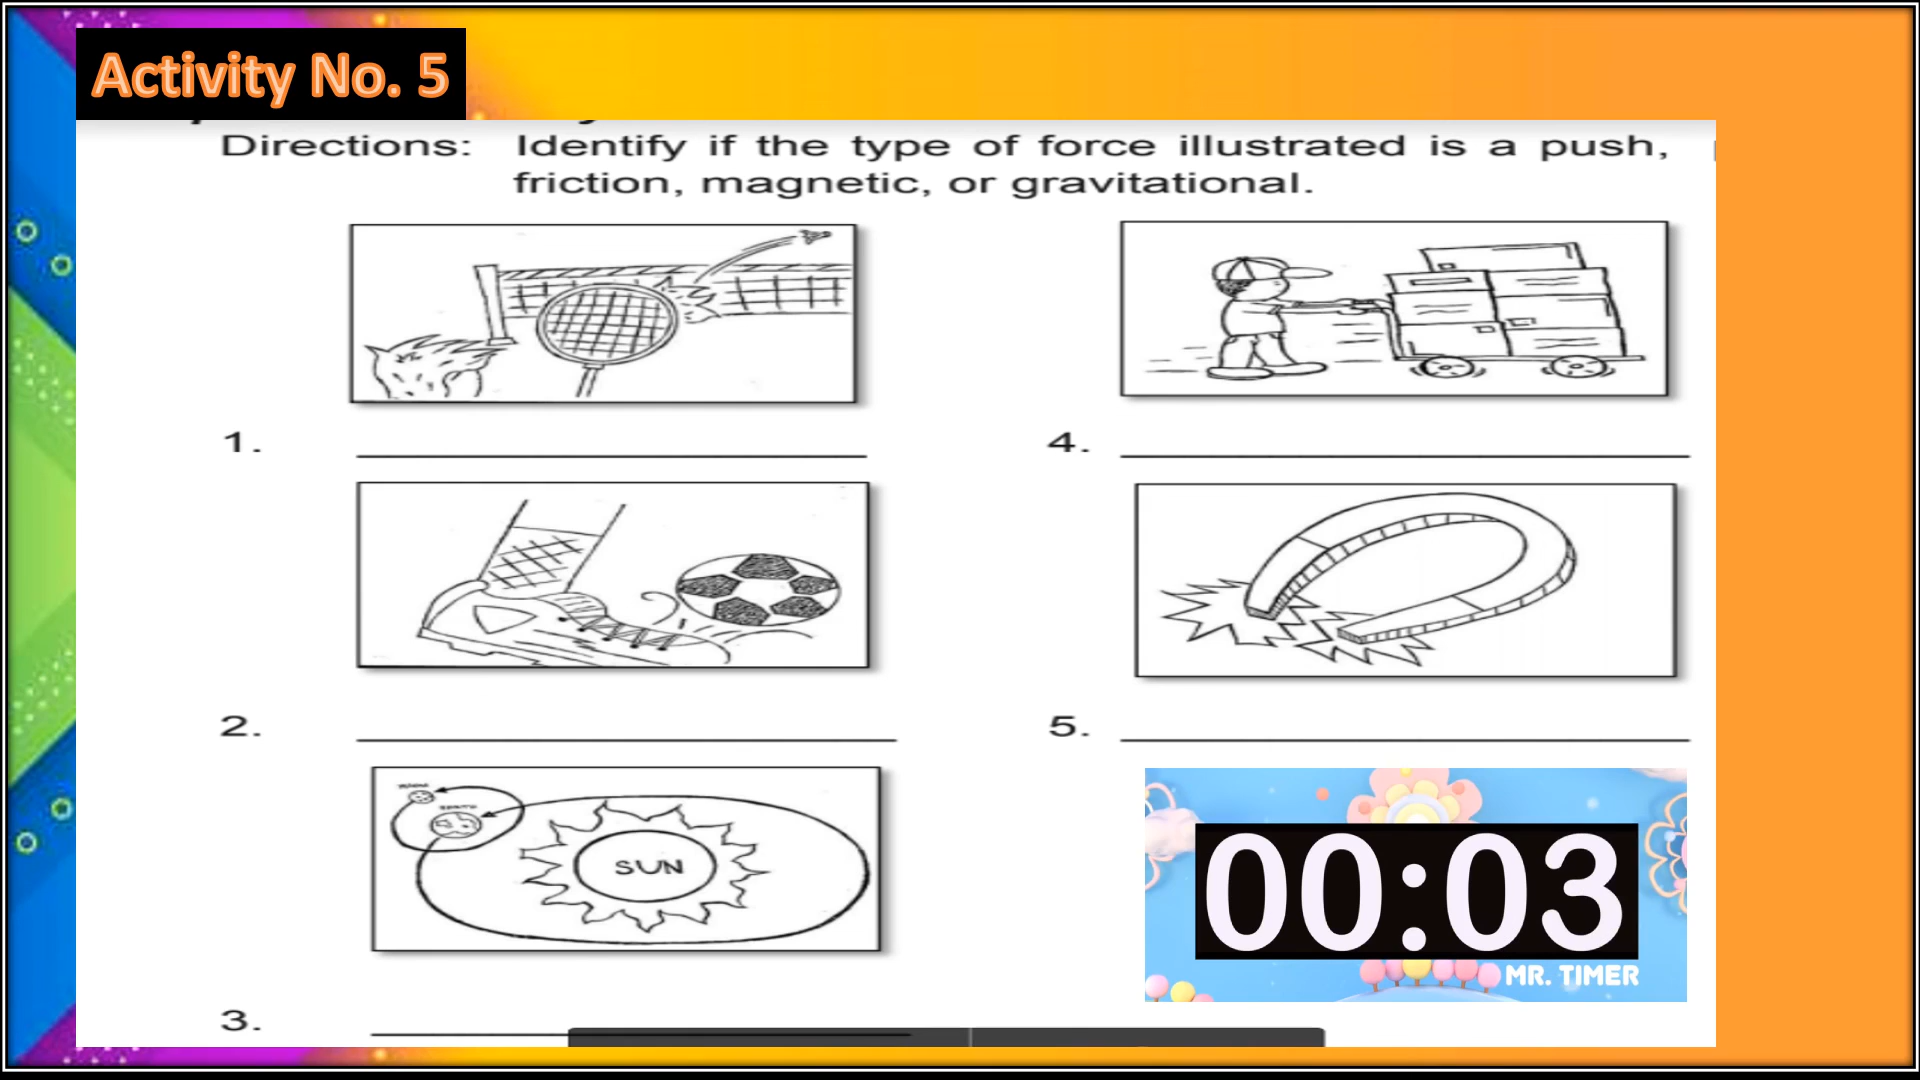 Activity No. 5
Directions: Identify if the type of force illustrated is a push,
friction, magnetic, or gravitational.
1.
4.
2.
5.
SUN
00:03
MR. TIMER
3.